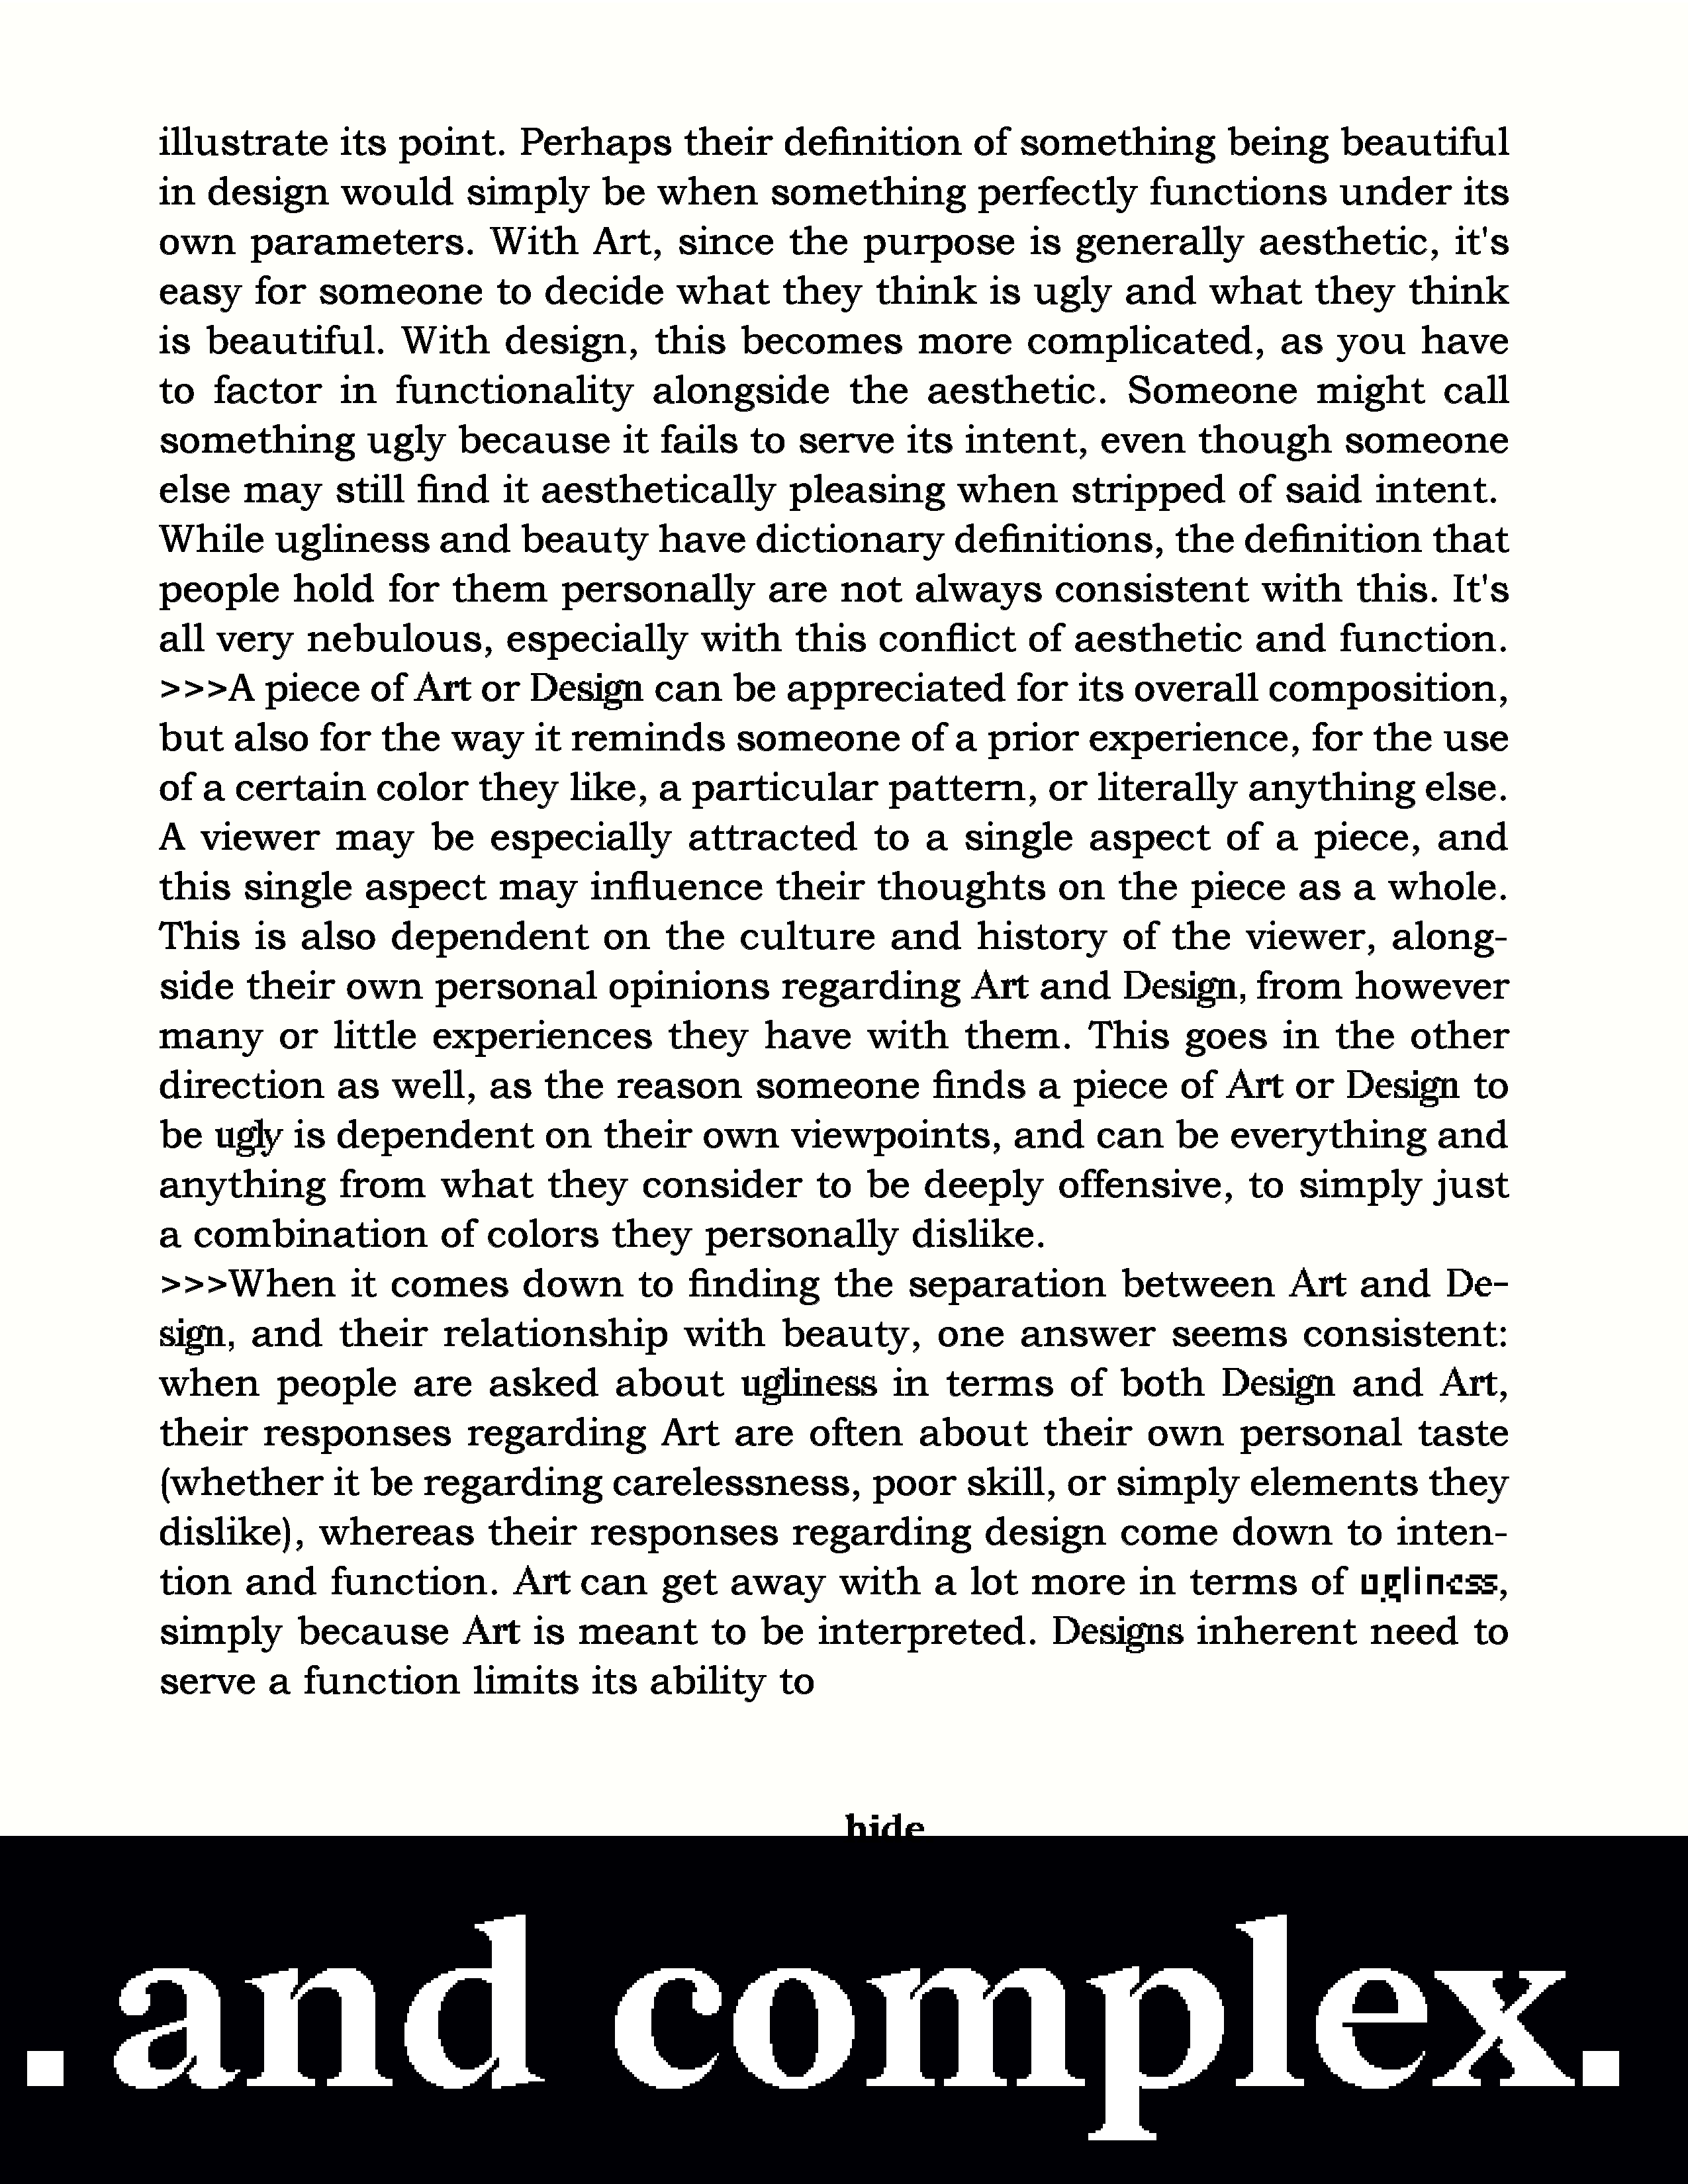 illustrate its point. Perhaps their definition of something being beautiful
in design would simply be when something perfectly functions under its
own parameters. With Art, since the purpose is generally aesthetic, it's
easy for someone to decide what they think is ugly and what they think
is beautiful. With design, this becomes more complicated, as you have
to factor in functionality alongside the aesthetic. Someone might call
something ugly because it fails to serve its intent, even though someone
else may still find it aesthetically pleasing when stripped of said intent.
While ugliness and beauty have dictionary definitions, the definition that
people hold for them personally are not always consistent with this. It's
all very nebulous, especially with this conflict of aesthetic and function.
>>>A piece of Art or Design can be appreciated for its overall composition,
but also for the way it reminds someone of a prior experience, for the use
of a certain color they like, a particular pattern, or literally anything else.
A viewer may be especially attracted to a single aspect of a piece, and
this single aspect may influence their thoughts on the piece as a whole.
This is also dependent on the culture and history of the viewer, along-
side their own personal opinions regarding Art and Design, from however
many or little experiences they have with them. This goes in the other
direction as well, as the reason someone finds a piece of Art or Design to
be ugly is dependent on their own viewpoints, and can be everything and
anything from what they consider to be deeply offensive, to simply just
a combination of colors they personally dislike.
>>>When it comes down to finding the separation between Art and De-
sign, and their relationship with beauty, one answer seems consistent:
when people are asked about ugliness in terms of both Design and Art,
their responses regarding Art are often about their own personal taste
(whether it be regarding carelessness, poor skill, or simply elements they
dislike), whereas their responses regarding design come down to inten-
tion and function. Art can get away with a lot more in terms of ugliness,
simply because Art is meant to be interpreted. Designs inherent need to
serve a function limits its ability to
hide
. and complex.